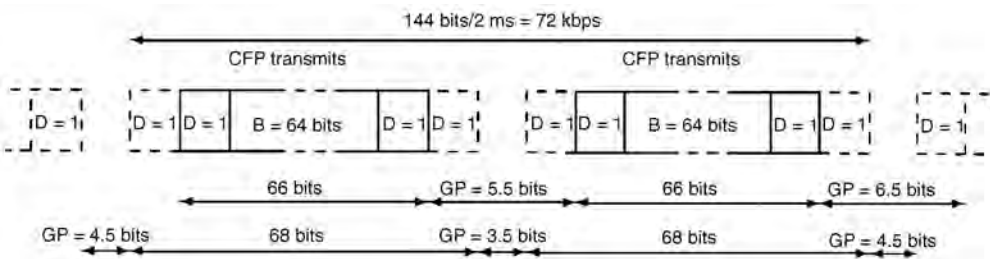 144 bits/2 ms = 72 kbps
CFP transmits CFP transmits
D = 1 D = 1 D = 1 B = 64 bits D = 1 D = 1 D = 1 D = 1 B = 64 bits D = 1 D = 1 D = 1
66 bits GP = 5.5 bits 66 bits GP = 6.5 bits
GP = 4.5 bits 68 bits GP = 3.5 bits 68 bits GP = 4.5 bits